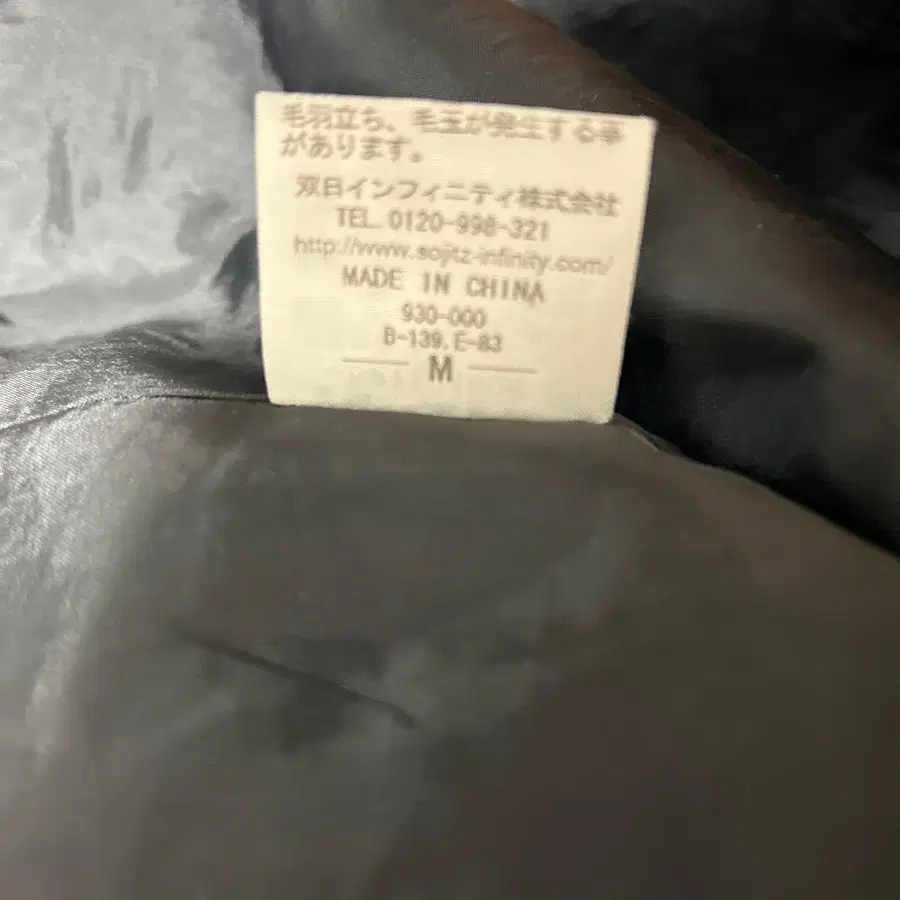 毛羽立ち、毛玉が発生する事
があります。
双日インフィニティ株式会社
TEL.0120-998-321
http://www.sojitz-infinity.com/
MADE IN CHINA
930-000
B-139.E-83
M